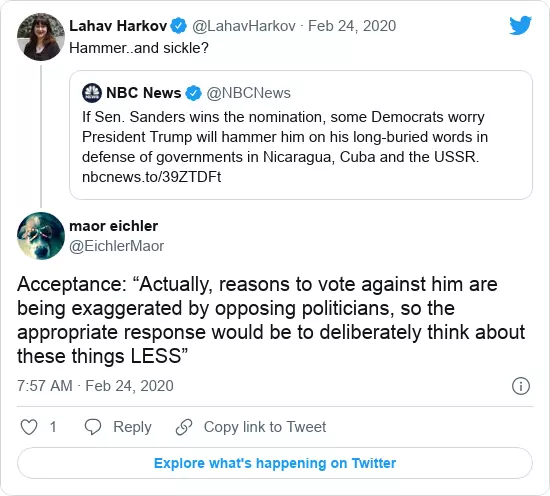 Lahav Harkov @LahavHarkov · Feb 24, 2020
Hammer..and sickle?
NBC News @NBCNews
If Sen. Sanders wins the nomination, some Democrats worry
President Trump will hammer him on his long-buried words in
defense of governments in Nicaragua, Cuba and the USSR.
nbcnews.to/39ZTDFt
maor eichler
@EichlerMaor
Acceptance: “Actually, reasons to vote against him are
being exaggerated by opposing politicians, so the
appropriate response would be to deliberately think about
these things LESS”
7:57 AM · Feb 24, 2020
1 Reply Copy link to Tweet
Explore what's happening on Twitter